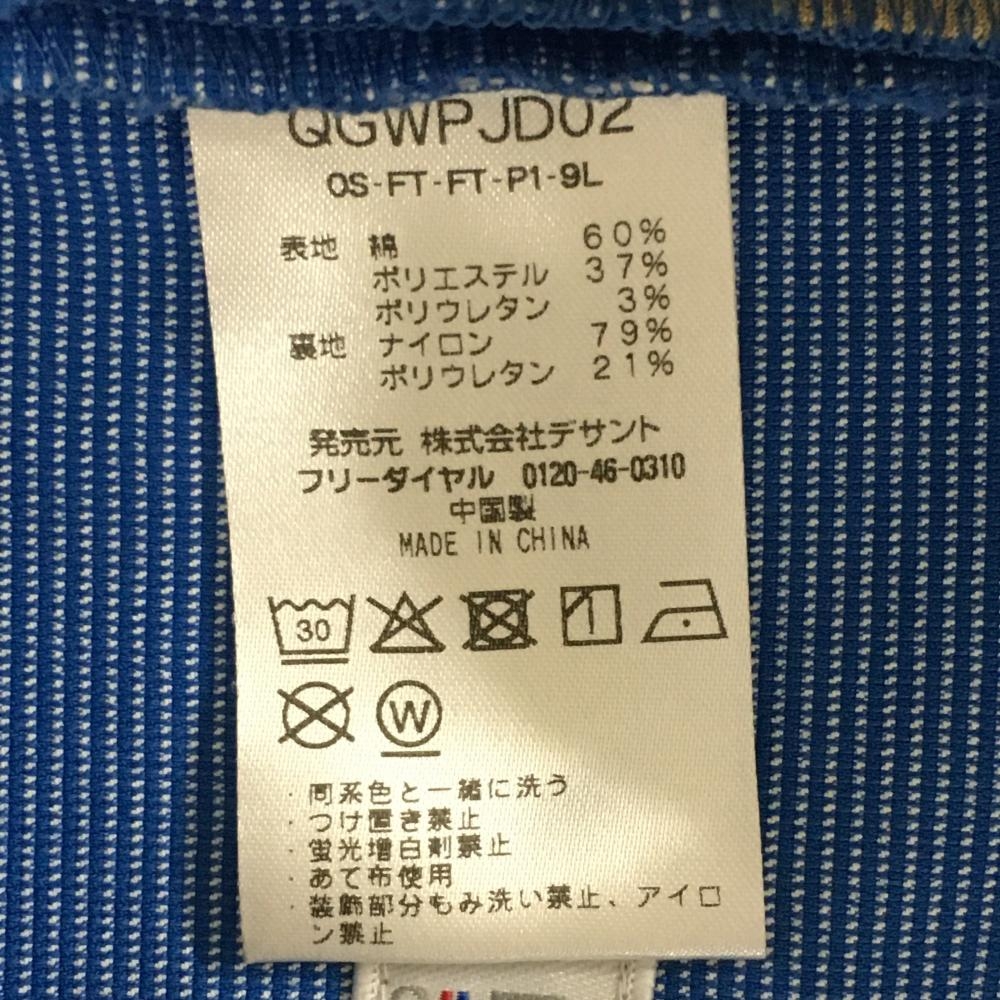 QGWPJD02
OS-FT-FT-P1-9L
表地 綿 60%
ポリエステル 37%
ポリウレタン 3%
裏地 ナイロン 79%
ポリウレタン 21%
発売元 株式会社デサント
フリーダイヤル 0120-46-0310
中国製
MADE IN CHINA
30
W
・同系色と一緒に洗う
・つけ置き禁止
・蛍光増白剤禁止
・あて布使用
・装飾部分もみ洗い禁止、アイロ
ン禁止